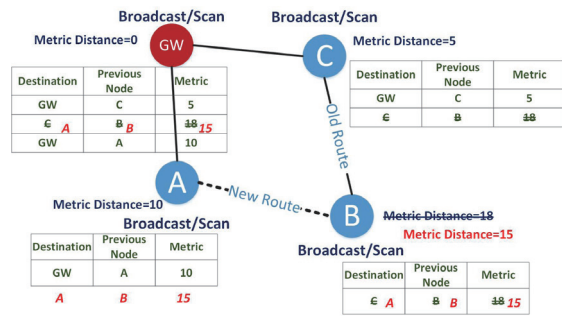 Broadcast/Scan
Broadcast/Scan
Metric Distance=0
GW
C
Metric Distance=5
Destination Previous Node Metric
GW C 5
C A B B 18 15
GW A 10
Destination Previous Node Metric
GW C 5
C B 18
Old Route
A
New Route
B
Metric Distance=10
Broadcast/Scan
Metric Distance=18
Metric Distance=15
Broadcast/Scan
Destination Previous Node Metric
GW A 10
A B 15
Destination Previous Node Metric
C A B B 18 15